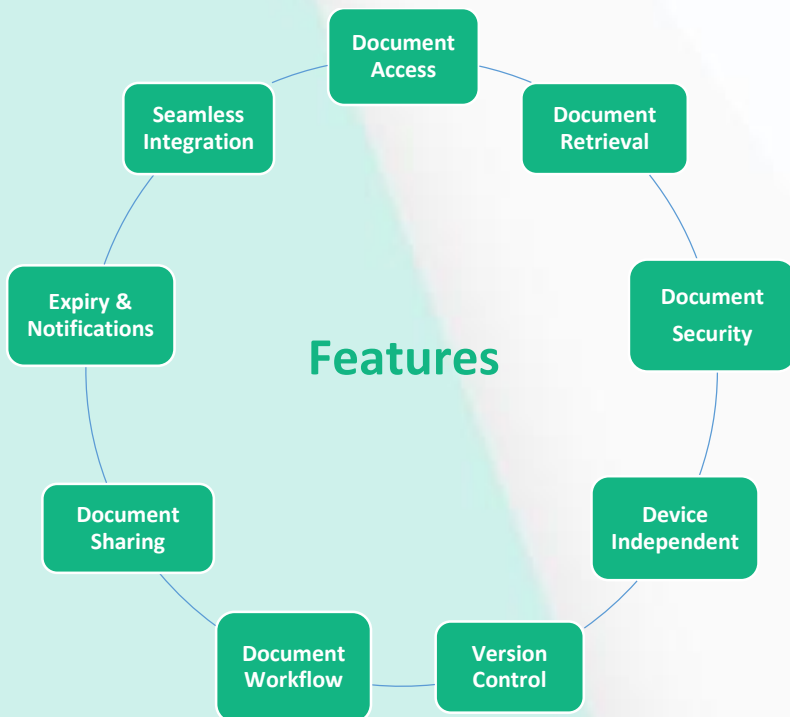 Document
Access
Document
Retrieval
Document
Security
Device
Independent
Version
Control
Document
Workflow
Document
Sharing
Expiry &
Notifications
Seamless
Integration
Features